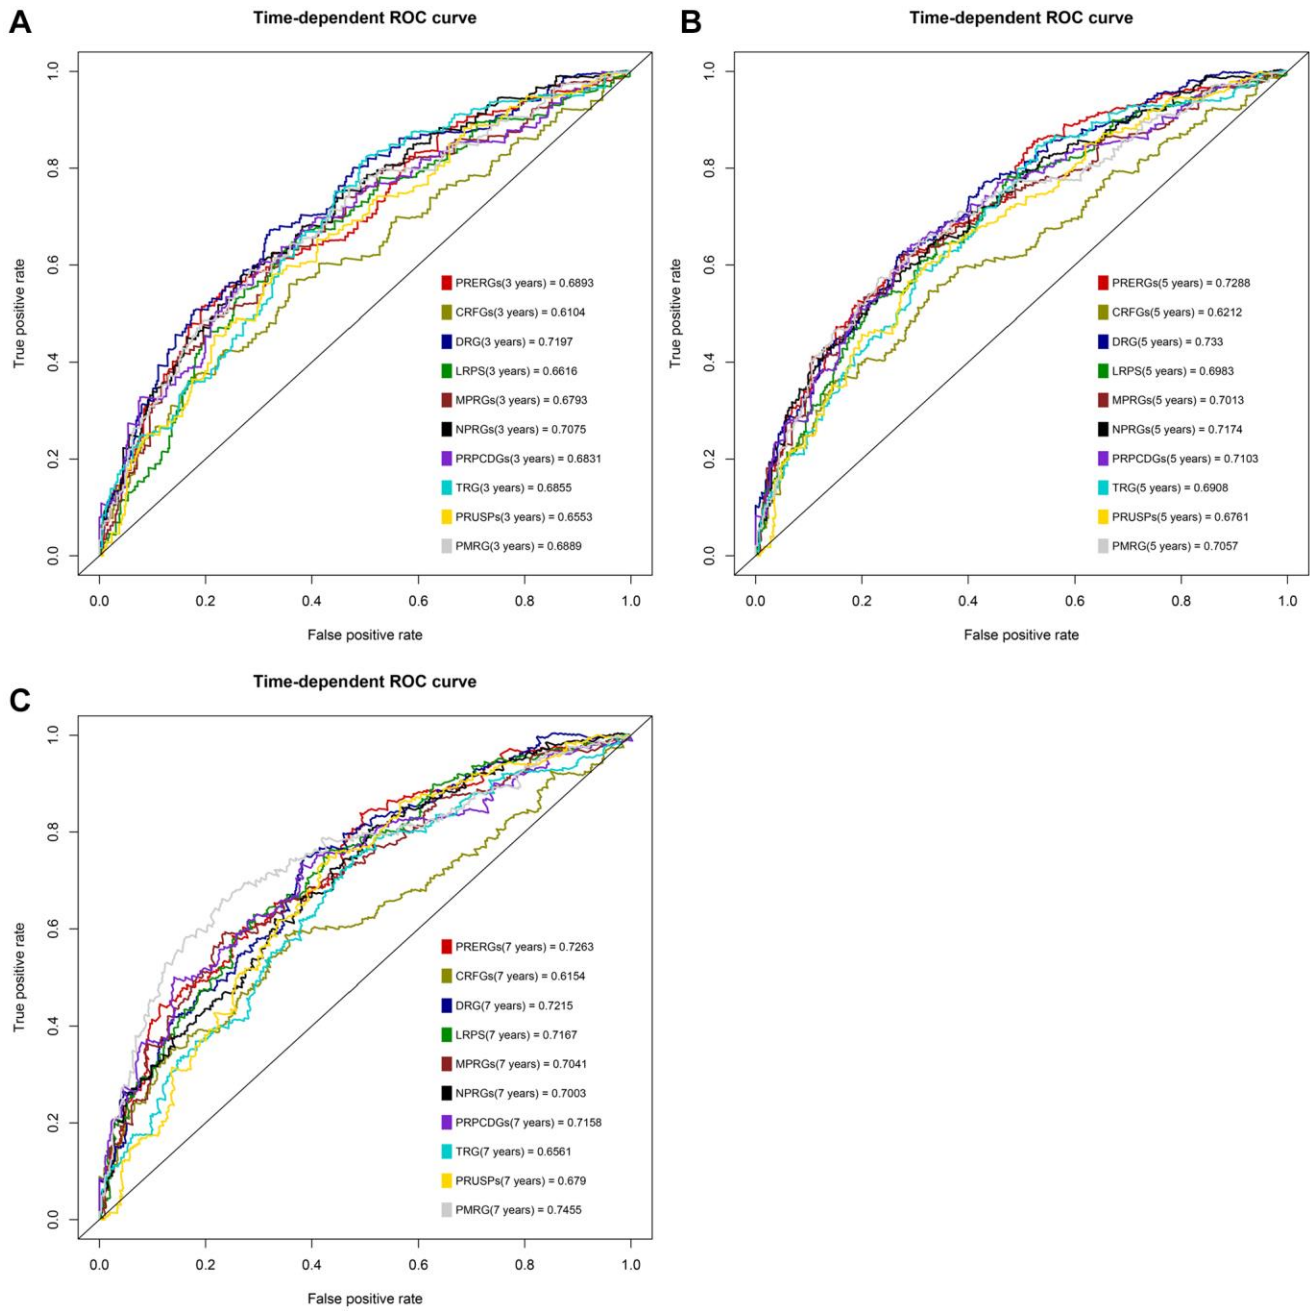 A
Time-dependent ROC curve
True positive rate
1.0
0.8
0.6
0.4
0.2
0.0
PRERGs(3 years) = 0.6893
CRFGs(3 years) = 0.6104
DRG(3 years) = 0.7197
LRPS(3 years) = 0.6616
MPRGs(3 years) = 0.6793
NPRGs(3 years) = 0.7075
PRPCDGs(3 years) = 0.6831
TRG(3 years) = 0.6855
PRUSPs(3 years) = 0.6553
PMRG(3 years) = 0.6889
0.0 0.2 0.4 0.6 0.8 1.0
False positive rate
B
Time-dependent ROC curve
True positive rate
1.0
0.8
0.6
0.4
0.2
0.0
PRERGs(5 years) = 0.7288
CRFGs(5 years) = 0.6212
DRG(5 years) = 0.733
LRPS(5 years) = 0.6983
MPRGs(5 years) = 0.7013
NPRGs(5 years) = 0.7174
PRPCDGs(5 years) = 0.7103
TRG(5 years) = 0.6908
PRUSPs(5 years) = 0.6761
PMRG(5 years) = 0.7057
0.0 0.2 0.4 0.6 0.8 1.0
False positive rate
C
Time-dependent ROC curve
True positive rate
1.0
0.8
0.6
0.4
0.2
0.0
PRERGs(7 years) = 0.7263
CRFGs(7 years) = 0.6154
DRG(7 years) = 0.7215
LRPS(7 years) = 0.7167
MPRGs(7 years) = 0.7041
NPRGs(7 years) = 0.7003
PRPCDGs(7 years) = 0.7158
TRG(7 years) = 0.6561
PRUSPs(7 years) = 0.679
PMRG(7 years) = 0.7455
0.0 0.2 0.4 0.6 0.8 1.0
False positive rate